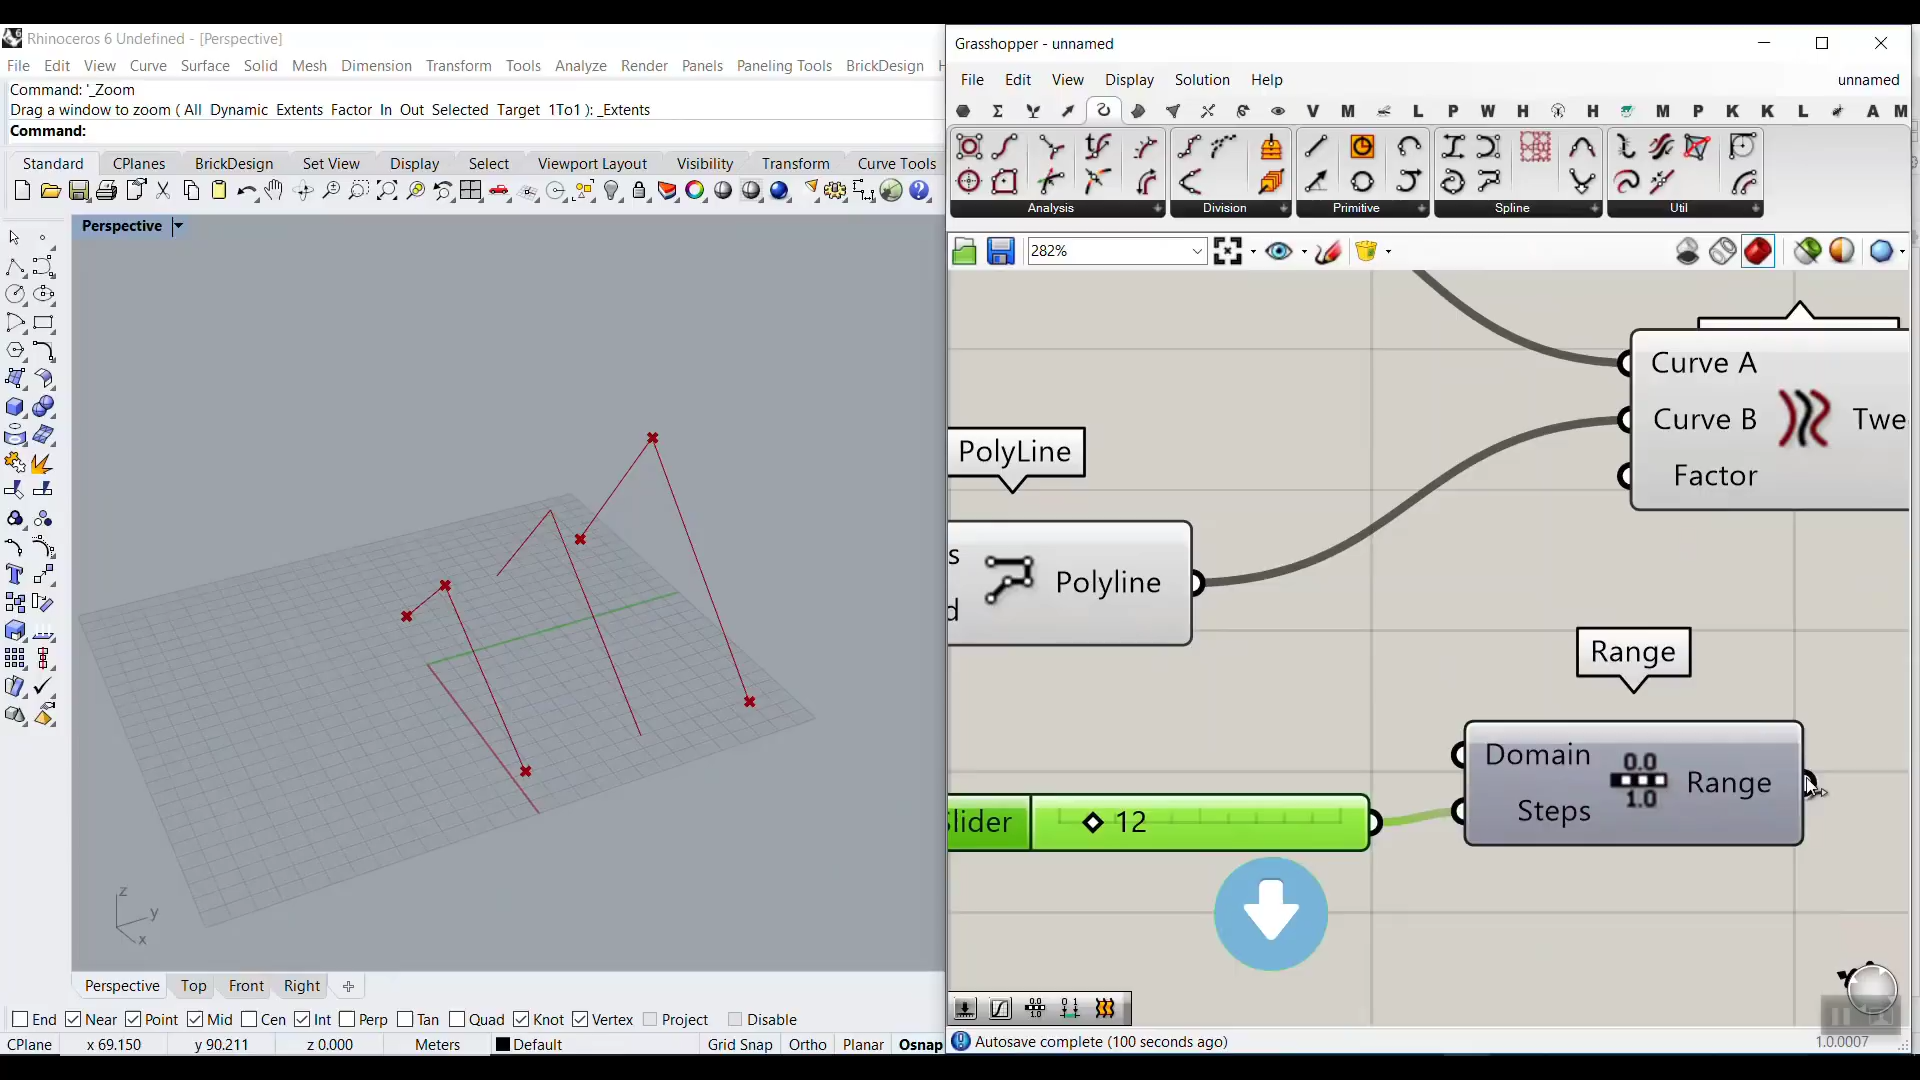 Rhinoceros 6 Undefined - [Perspective]
File Edit View Curve Surface Solid Mesh Dimension Transform Tools Analyze Render Panels Paneling Tools BrickDesign
Command: '_Zoom
Drag a window to zoom ( All Dynamic Extents Factor In Out Selected Target 1To1 ): _Extents
Command:
Standard CPlanes BrickDesign Set View Display Select Viewport Layout Visibility Transform Curve Tools
Perspective
z
y
x
Perspective Top Front Right
End Near Point Mid Cen Int Perp Tan Quad Knot Vertex Project Disable
CPlane x 69.150 y 90.211 z 0.000 Meters Default Grid Snap Ortho Planar Osnap
Grasshopper - unnamed
File Edit View Display Solution Help unnamed
V M L P W H H M P K K L A M
Analysis Division Primitive Spline Util
282%
Curve A
Curve B Twe
Factor
PolyLine
s
d
Polyline
Range
Domain
Steps
0.0
1.0
Range
Slider 12
Autosave complete (100 seconds ago)
1.0.0007